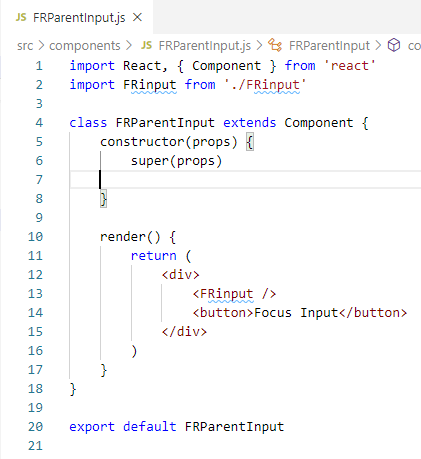 JS FRParentInput.js ×
src > components > JS FRParentInput.js > FRParentInput > co
1 import React, { Component } from 'react'
2 import FRinput from './FRinput'
3
4 class FRParentInput extends Component {
5 constructor(props) {
6 super(props)
7
8 }
9
10 render() {
11 return (
12 <div>
13 <FRinput />
14 <button>Focus Input</button>
15 </div>
16 )
17 }
18 }
19
20 export default FRParentInput
21